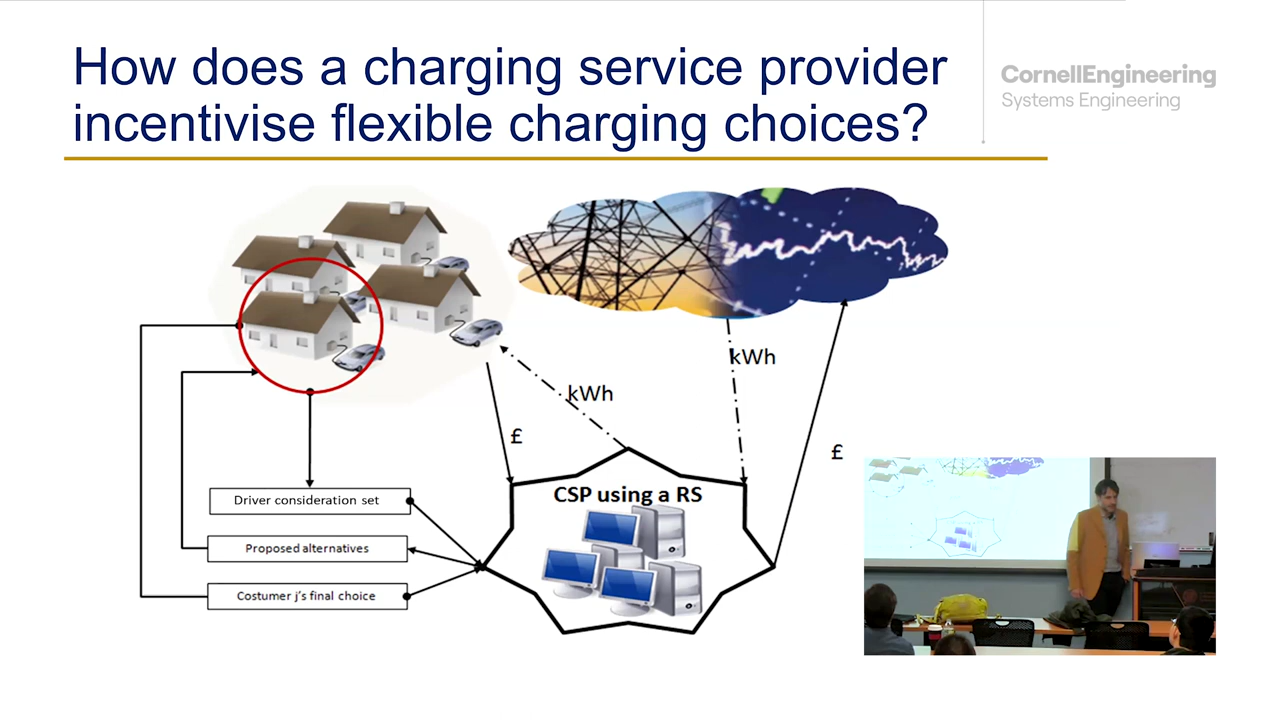 How does a charging service provider
incentivise flexible charging choices?
CornellEngineering
Systems Engineering
kWh
kWh
£
£
CSP using a RS
Driver consideration set
Proposed alternatives
Costumer j's final choice